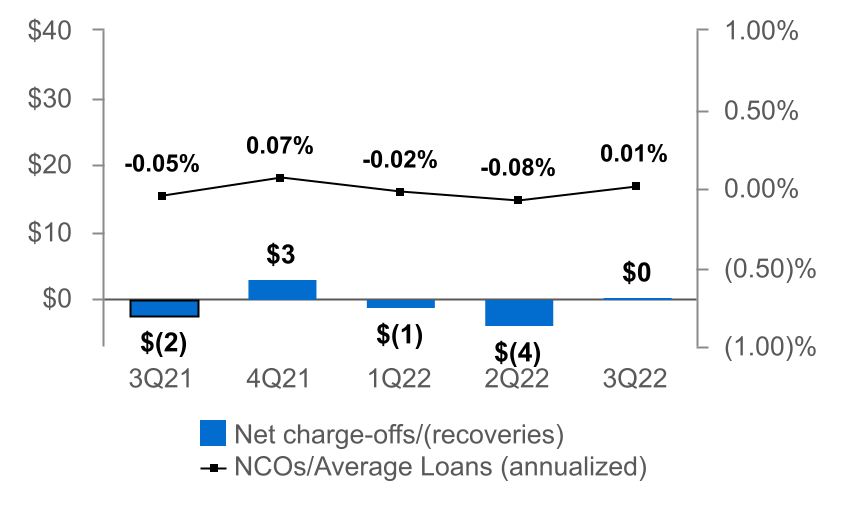 $40
1.00%
$30
0.50%
$20
-0.05%
0.07%
-0.02%
-0.08%
0.01%
0.00%
$10
$3
$0
(0.50)%
$0
$(2)
$(1)
$(4)
(1.00)%
3Q21
4Q21
1Q22
2Q22
3Q22
Net charge-offs/(recoveries)
NCOs/Average Loans (annualized)